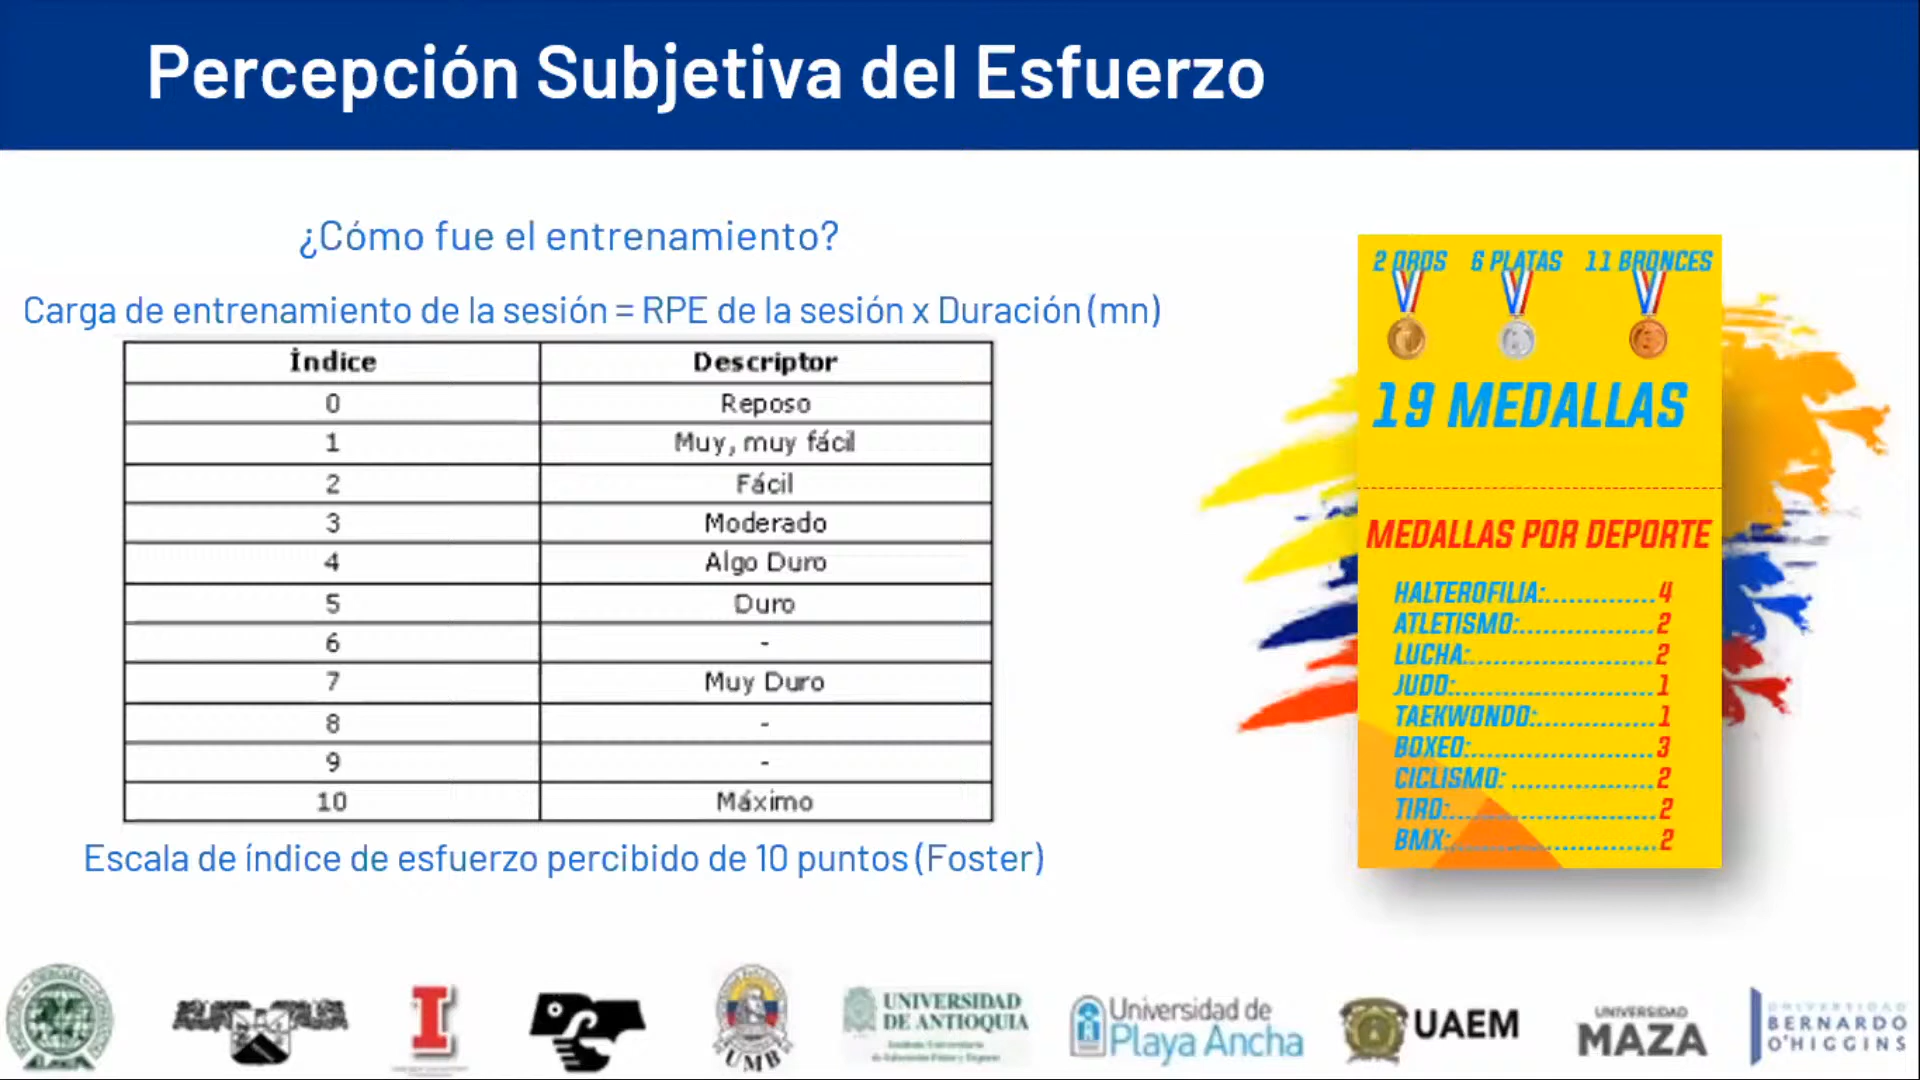 Percepción Subjetiva del Esfuerzo
¿Cómo fue el entrenamiento?
Carga de entrenamiento de la sesión = RPE de la sesión x Duración (mn)
Índice Descriptor
0 Reposo
1 Muy, muy fácil
2 Fácil
3 Moderado
4 Algo Duro
5 Duro
6 -
7 Muy Duro
8 -
9 -
10 Máximo
Escala de índice de esfuerzo percibido de 10 puntos (Foster)
2 OROS 6 PLATAS 11 BRONCES
19 MEDALLAS
MEDALLAS POR DEPORTE
HALTEROFILIA:..............4
ATLETISMO:.................2
LUCHA:.......................2
JUDO:.........................1
TAEKWONDO:...............1
BOXEO:.......................3
CICLISMO: ..................2
TIRO:..........................2
BMX:...........................2
I
UMB
UNIVERSIDAD
DE ANTIOQUIA
Universidad de
Playa Ancha
UAEM
UNIVERSIDAD
MAZA
UNIVERSIDAD
BERNARDO
O'HIGGINS